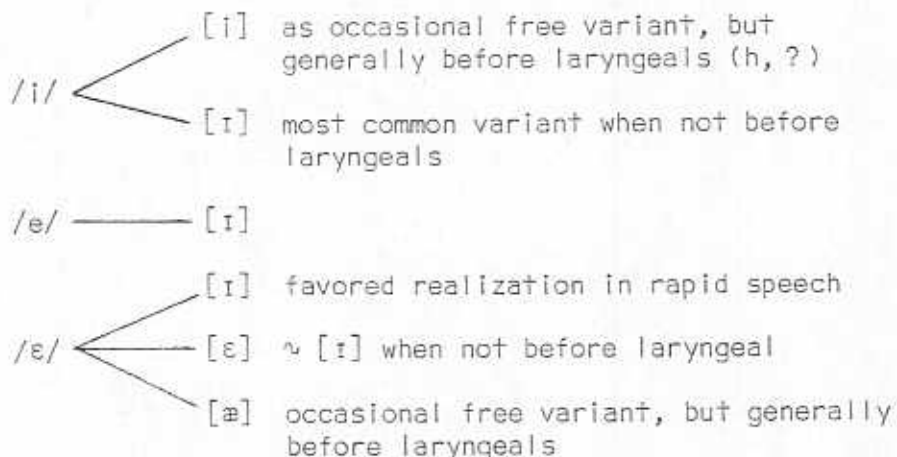 [i] as occasional free variant, but
generally before laryngeals (h, ?)
/i/
[ɪ] most common variant when not before
laryngeals
/e/ [ɪ]
[ɪ] favored realization in rapid speech
/ɛ/ [ɛ] ∿ [ɪ] when not before laryngeal
[æ] occasional free variant, but generally
before laryngeals